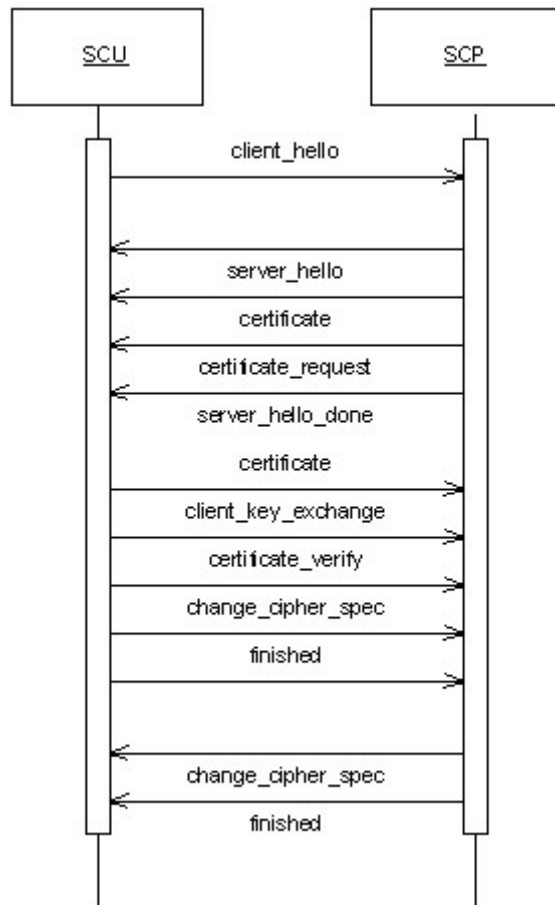 SCU
SCP
client_hello
server_hello
certificate
certificate_request
server_hello_done
certificate
client_key_exchange
certificate_verify
change_cipher_spec
finished
change_cipher_spec
finished